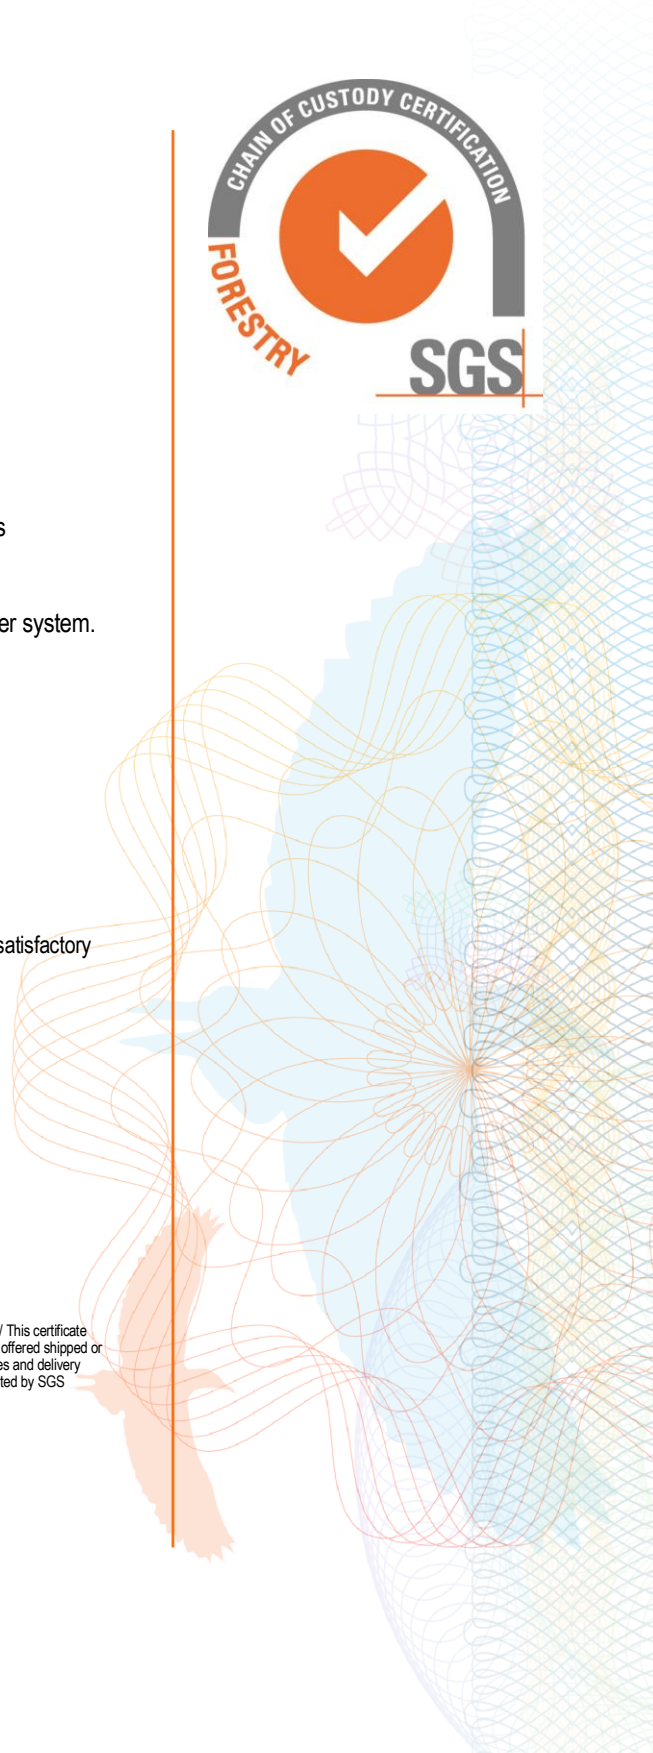 CHAIN OF CUSTODY CERTIFICATION
FORESTRY
SGS
s
er system.
satisfactory
/ This certificate
offered shipped or
es and delivery
ted by SGS